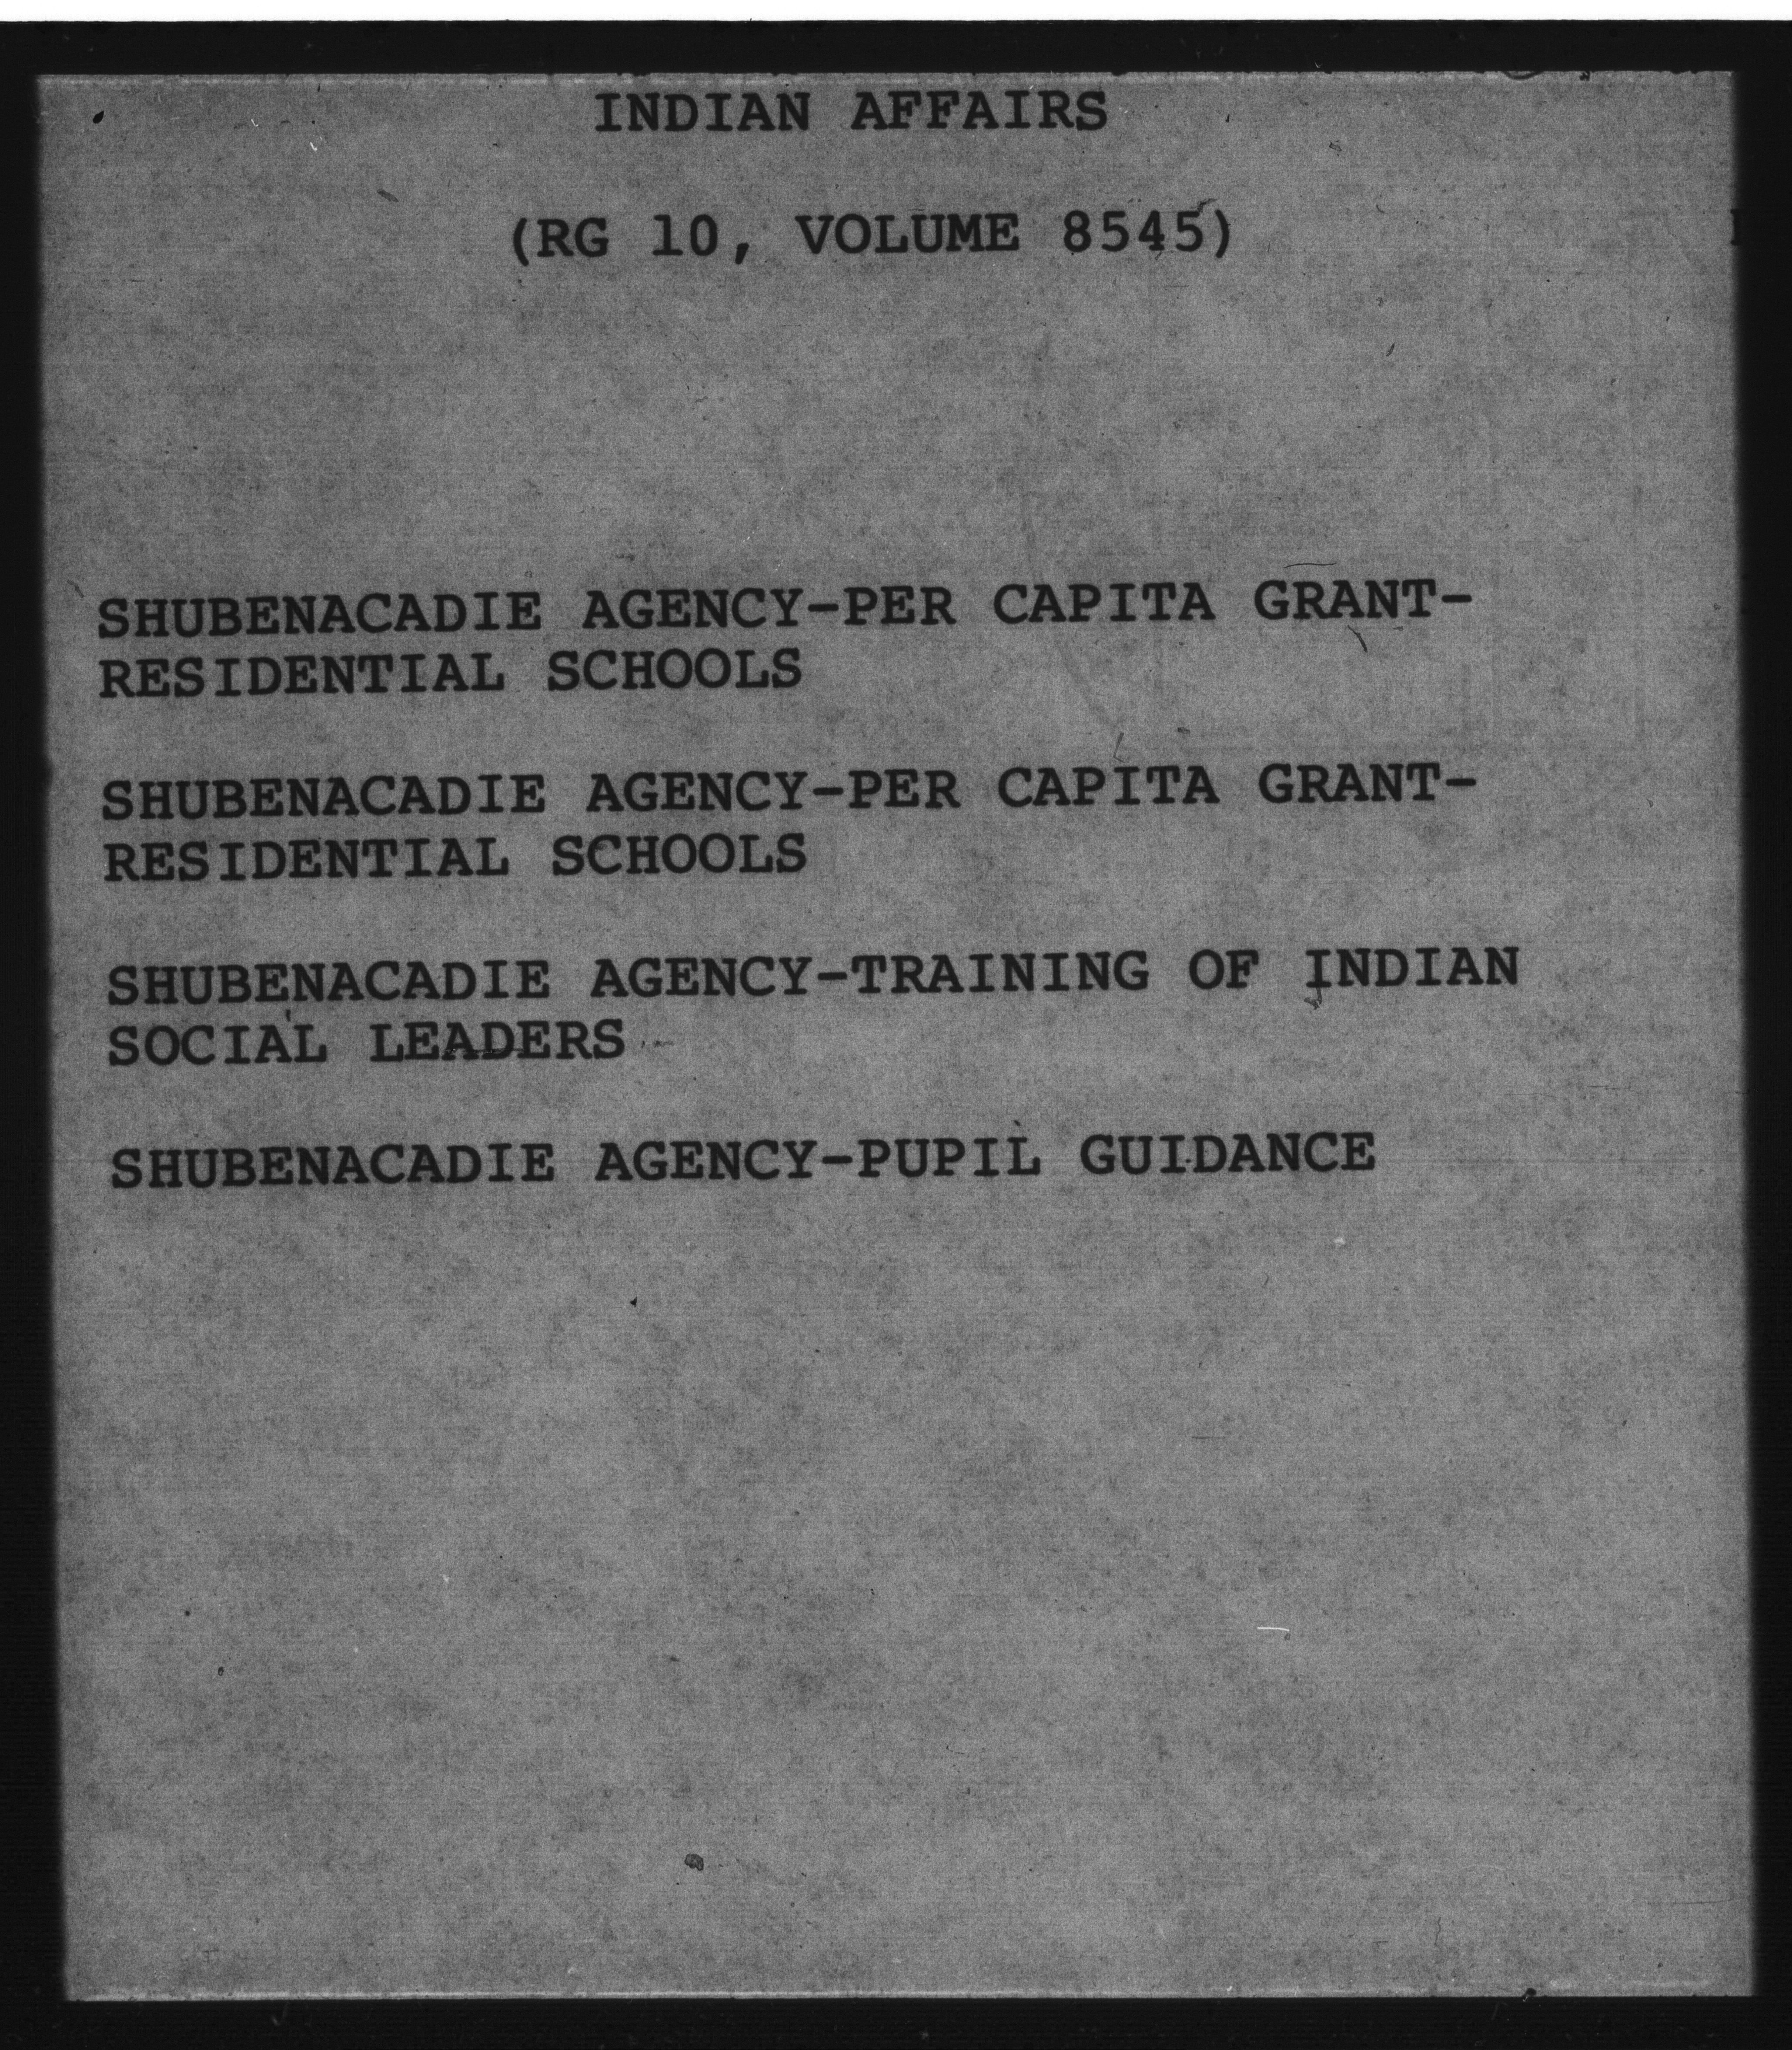 INDIAN AFFAIRS
(RG 10, VOLUME 8545)
SHUBENACADIE AGENCY-PER CAPITA GRANT-
RESIDENTIAL SCHOOLS
SHUBENACADIE AGENCY-PER CAPITA GRANT-
RESIDENTIAL SCHOOLS
SHUBENACADIE AGENCY-TRAINING OF INDIAN
SOCIAL LEADERS
SHUBENACADIE AGENCY-PUPIL GUIDANCE